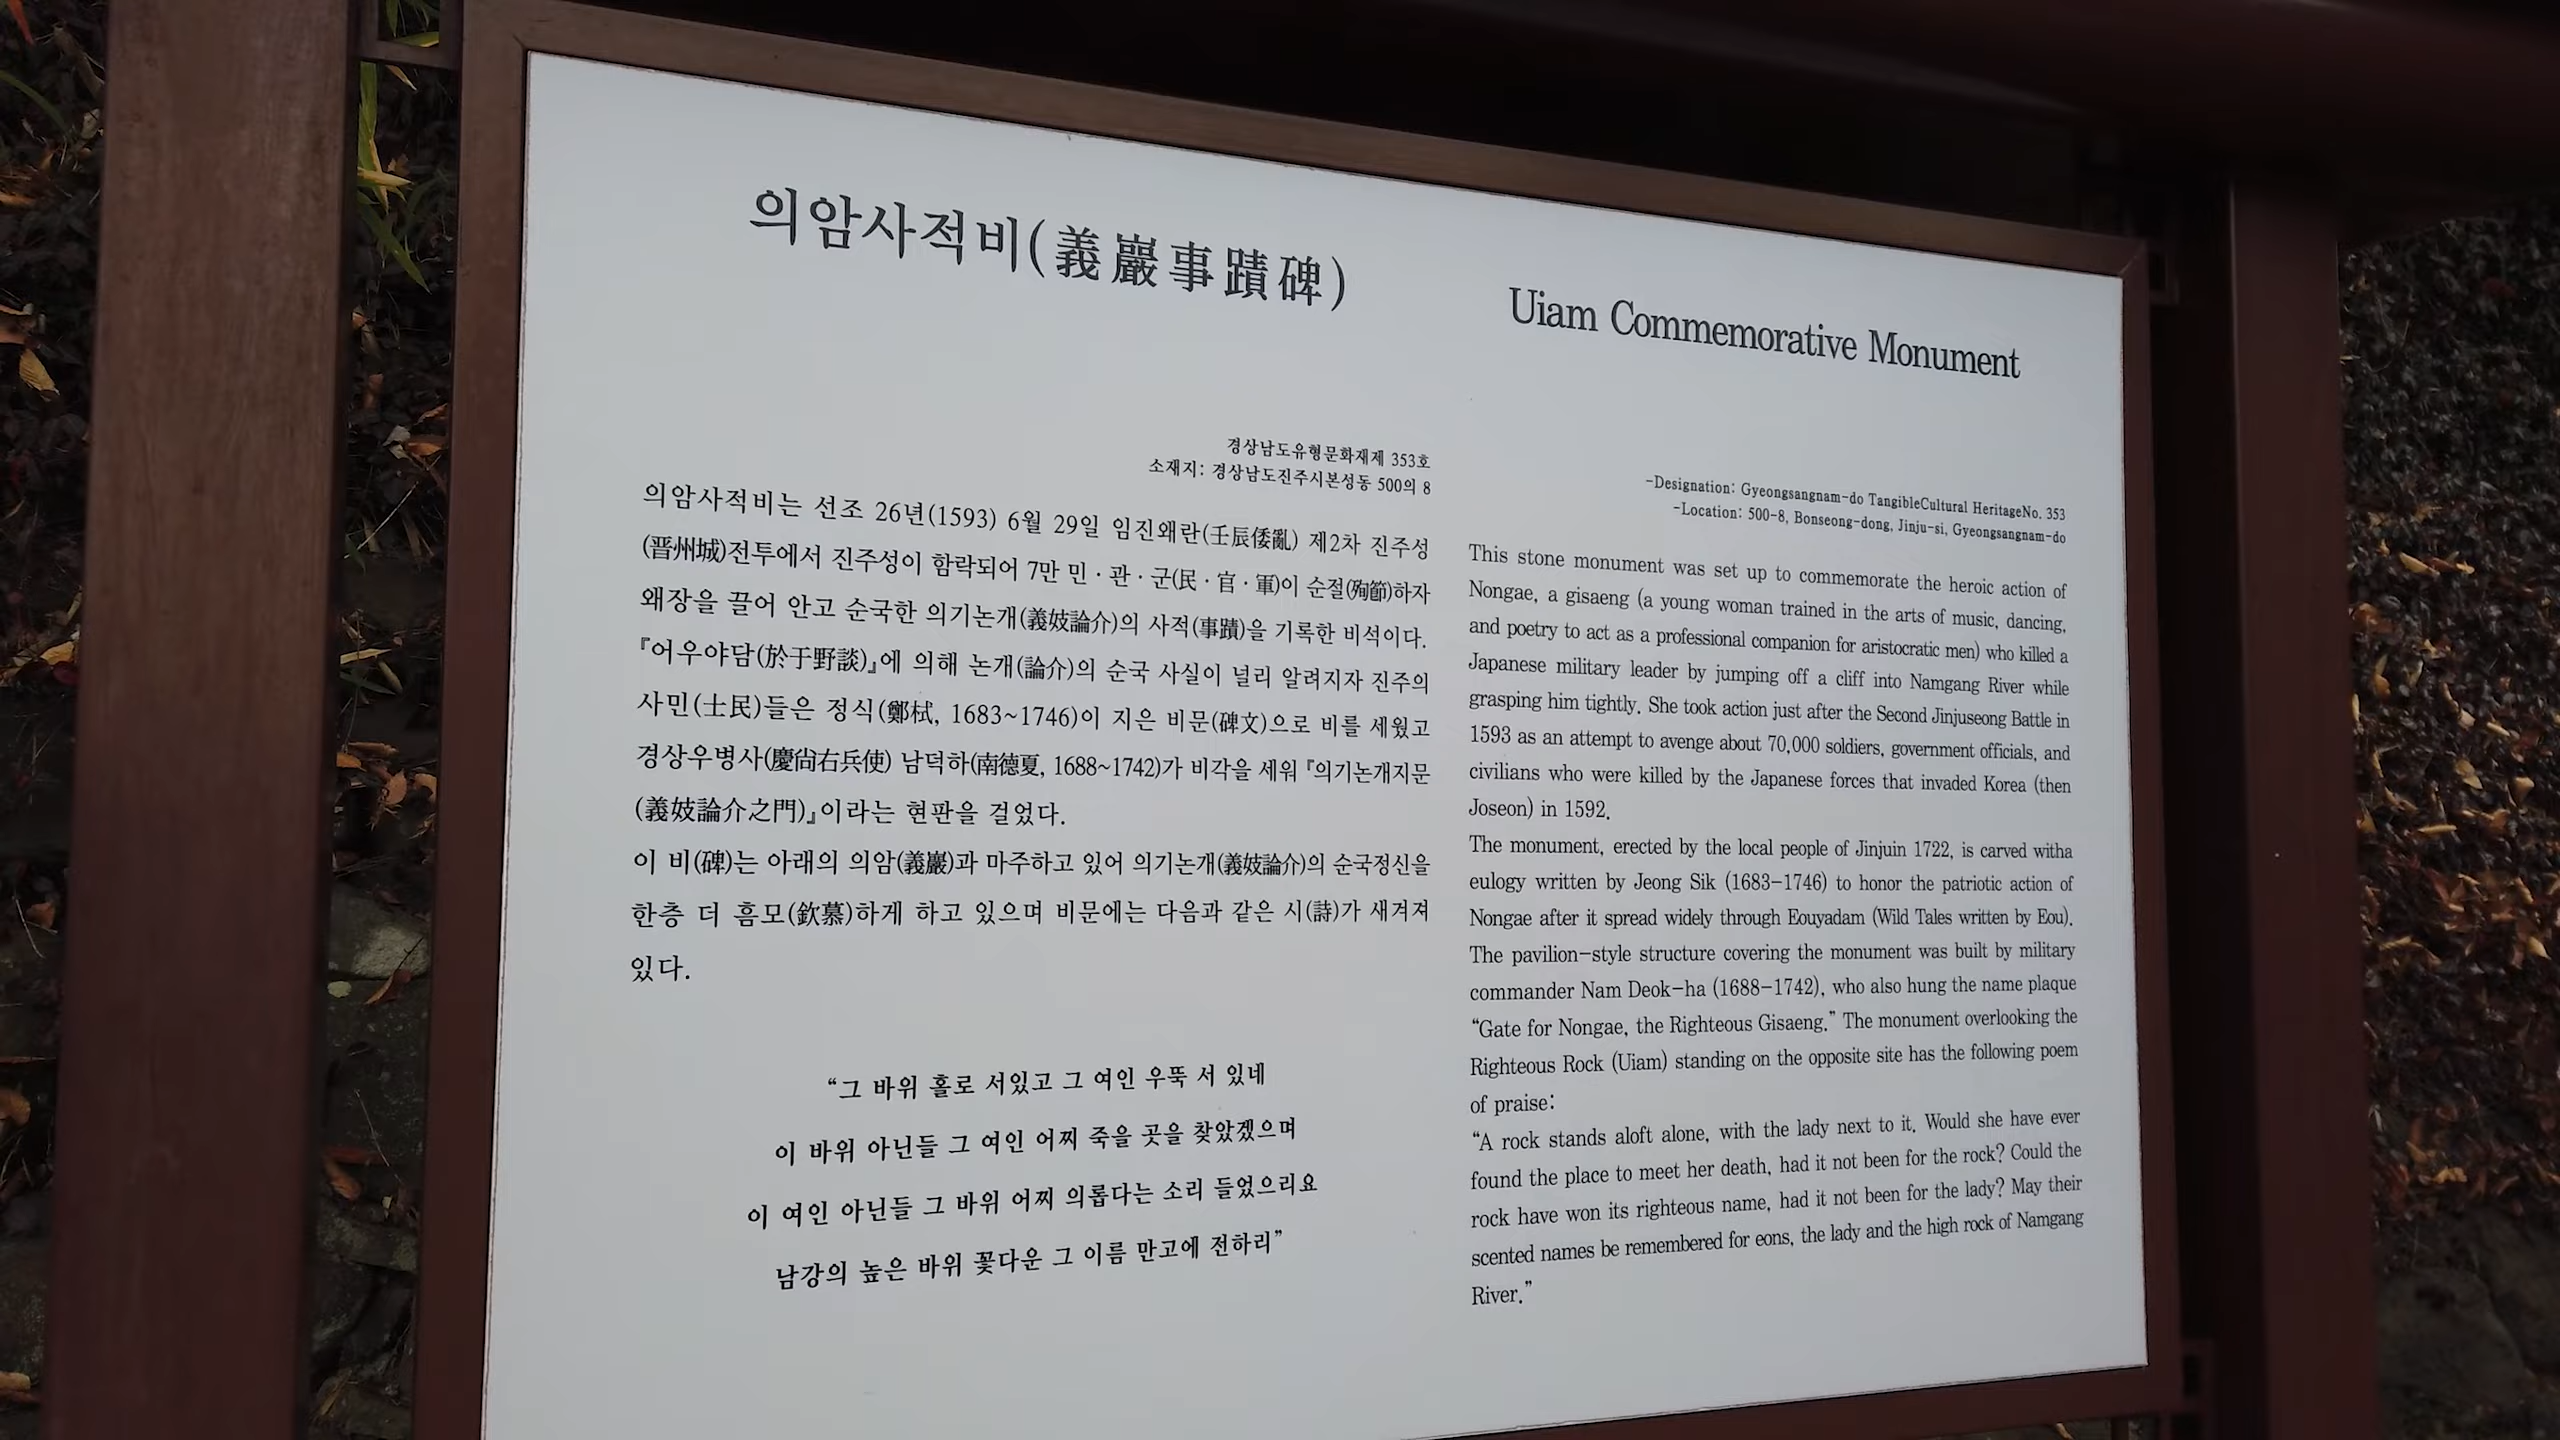 의암사적비(義巖事蹟碑)
경상남도유형문화재제 353호
소재지: 경상남도진주시본성동 500의 8
의암사적비는 선조 26년(1593) 6월 29일 임진왜란(壬辰倭亂) 제2차 진주성
(晋州城)전투에서 진주성이 함락되어 7만 민·관·군(民·官·軍)이 순절(殉節)하자
왜장을 끌어 안고 순국한 의기논개(義妓論介)의 사적(事蹟)을 기록한 비석이다.
『어우야담(於于野談)』에 의해 논개(論介)의 순국 사실이 널리 알려지자 진주의
사민(士民)들은 정식(鄭栻, 1683~1746)이 지은 비문(碑文)으로 비를 세웠고
경상우병사(慶尙右兵使) 남덕하(南德夏, 1688~1742)가 비각을 세워 『의기논개지문
(義妓論介之門)』이라는 현판을 걸었다.
이 비(碑)는 아래의 의암(義巖)과 마주하고 있어 의기논개(義妓論介)의 순국정신을
한층 더 흠모(欽慕)하게 하고 있으며 비문에는 다음과 같은 시(詩)가 새겨져
있다.
“그 바위 홀로 서있고 그 여인 우뚝 서 있네
이 바위 아닌들 그 여인 어찌 죽을 곳을 찾았겠으며
이 여인 아닌들 그 바위 어찌 의롭다는 소리 들었으리요
남강의 높은 바위 꽃다운 그 이름 만고에 전하리”
Uiam Commemorative Monument
-Designation: Gyeongsangnam-do TangibleCultural HeritageNo. 353
-Location: 500-8, Bonseong-dong, Jinju-si, Gyeongsangnam-do
This stone monument was set up to commemorate the heroic action of
Nongae, a gisaeng (a young woman trained in the arts of music, dancing,
and poetry to act as a professional companion for aristocratic men) who killed a
Japanese military leader by jumping off a cliff into Namgang River while
grasping him tightly. She took action just after the Second Jinjuseong Battle in
1593 as an attempt to avenge about 70,000 soldiers, government officials, and
civilians who were killed by the Japanese forces that invaded Korea (then
Joseon) in 1592.
The monument, erected by the local people of Jinjuin 1722, is carved witha
eulogy written by Jeong Sik (1683-1746) to honor the patriotic action of
Nongae after it spread widely through Eouyadam (Wild Tales written by Eou).
The pavilion-style structure covering the monument was built by military
commander Nam Deok-ha (1688-1742), who also hung the name plaque
“Gate for Nongae, the Righteous Gisaeng.” The monument overlooking the
Righteous Rock (Uiam) standing on the opposite site has the following poem
of praise:
“A rock stands aloft alone, with the lady next to it. Would she have ever
found the place to meet her death, had it not been for the rock? Could the
rock have won its righteous name, had it not been for the lady? May their
scented names be remembered for eons, the lady and the high rock of Namgang
River.”